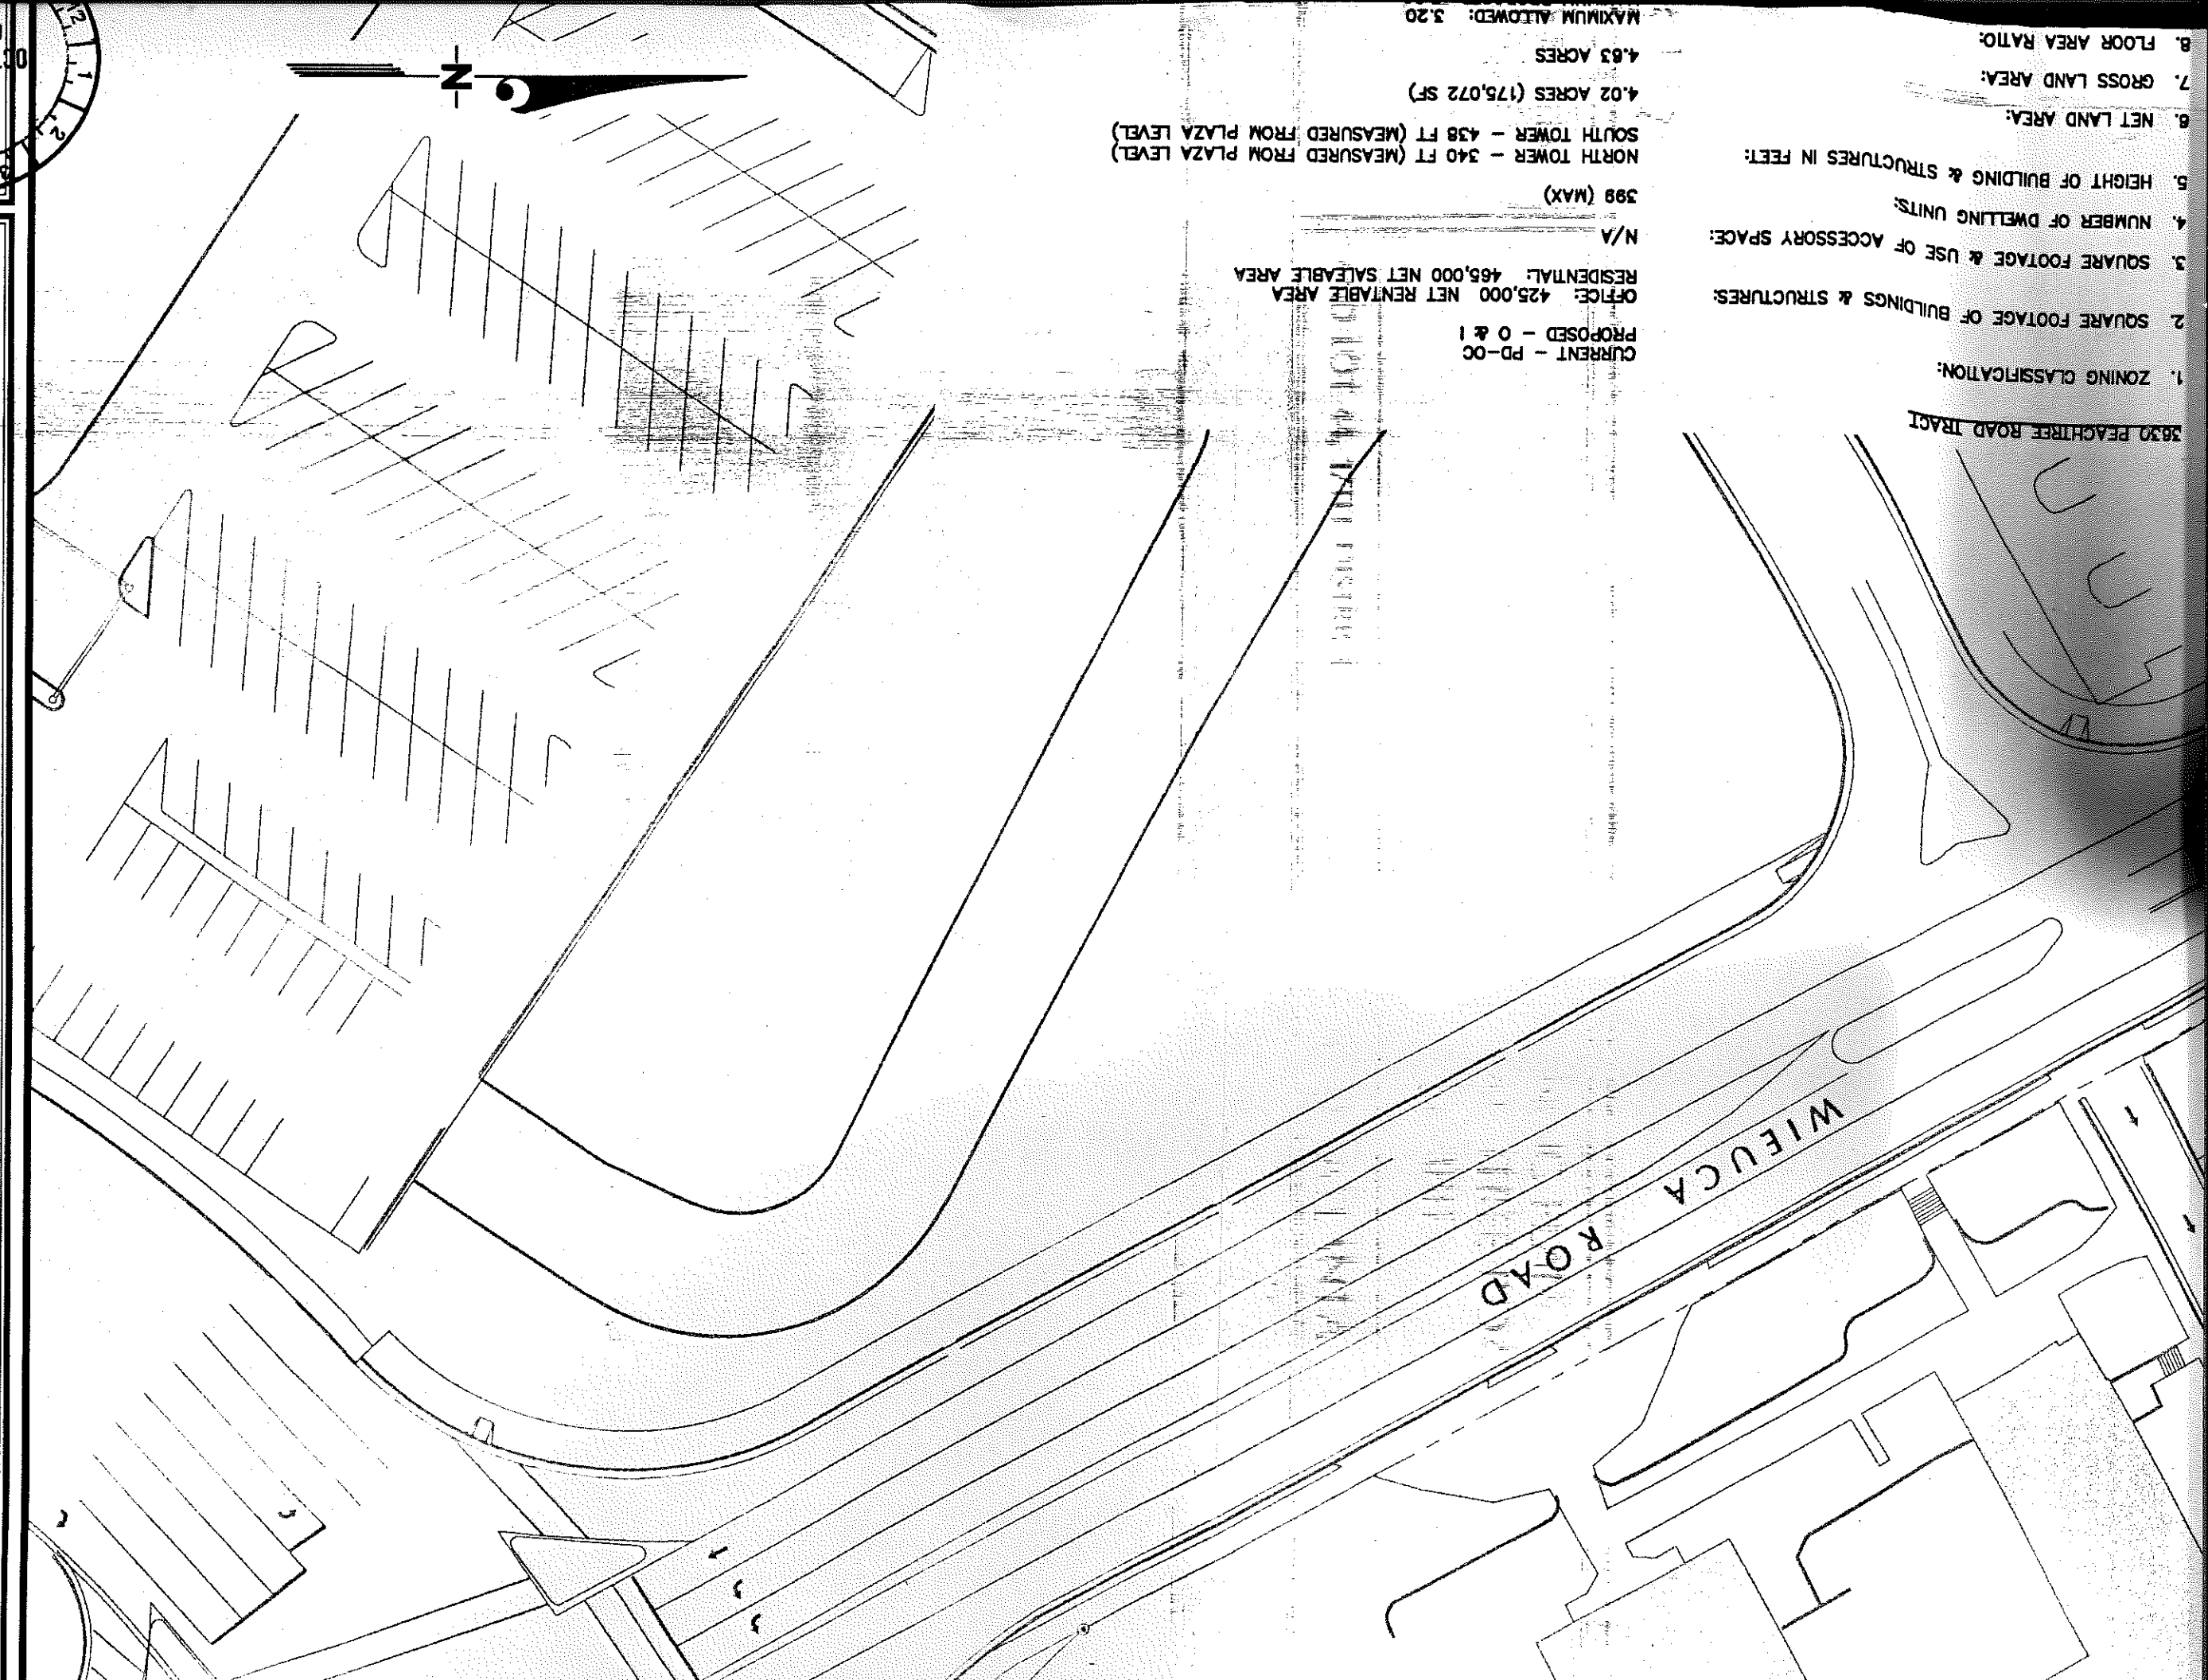 3630 PEACHTREE ROAD TRACT
1. ZONING CLASSIFICATION: CURRENT - PD-OC
PROPOSED - O & I
2. SQUARE FOOTAGE OF BUILDINGS & STRUCTURES: OFFICE: 425,000 NET RENTABLE AREA
RESIDENTIAL: 465,000 NET SALEABLE AREA
3. SQUARE FOOTAGE & USE OF ACCESSORY SPACE: N/A
4. NUMBER OF DWELLING UNITS: 399 (MAX)
5. HEIGHT OF BUILDING & STRUCTURES IN FEET: NORTH TOWER - 340 FT (MEASURED FROM PLAZA LEVEL)
SOUTH TOWER - 438 FT (MEASURED FROM PLAZA LEVEL)
6. NET LAND AREA: 4.02 ACRES (175,072 SF)
7. GROSS LAND AREA: 4.63 ACRES
8. FLOOR AREA RATIO: MAXIMUM ALLOWED: 3.20
N
WIEUCA ROAD
12
1
2